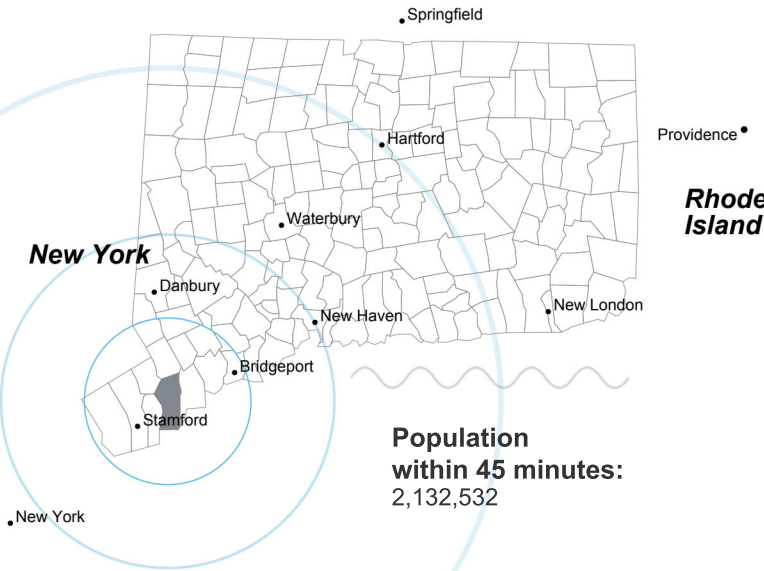 Springfield
Hartford
Providence
Rhode
Island
Waterbury
New York
Danbury
New Haven
New London
Bridgeport
Stamford
Population
within 45 minutes:
2,132,532
New York